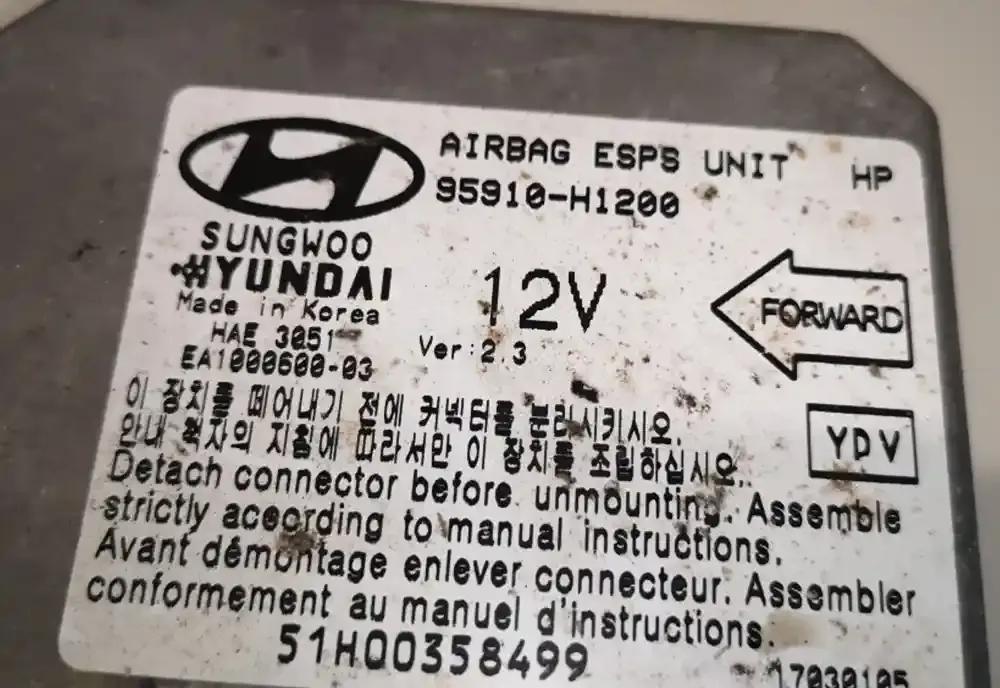 AIRBAG ESPS UNIT HP
95910-H1200
SUNGWOO
HYUNDAI
Made in Korea
12V
FORWARD
HAE 3051
Ver:2.3
EA1000600-03
YDV
이 장치를 떼어내기 전에 커넥터를 분리시키시오.
안내 책자의 지침에 따라서만 이 장치를 조립하십시오.
Detach connector before unmounting. Assemble
strictly according to manual instructions.
Avant démontage enlever connecteur. Assembler
conformement au manuel d'instructions.
51H00358499
17030105